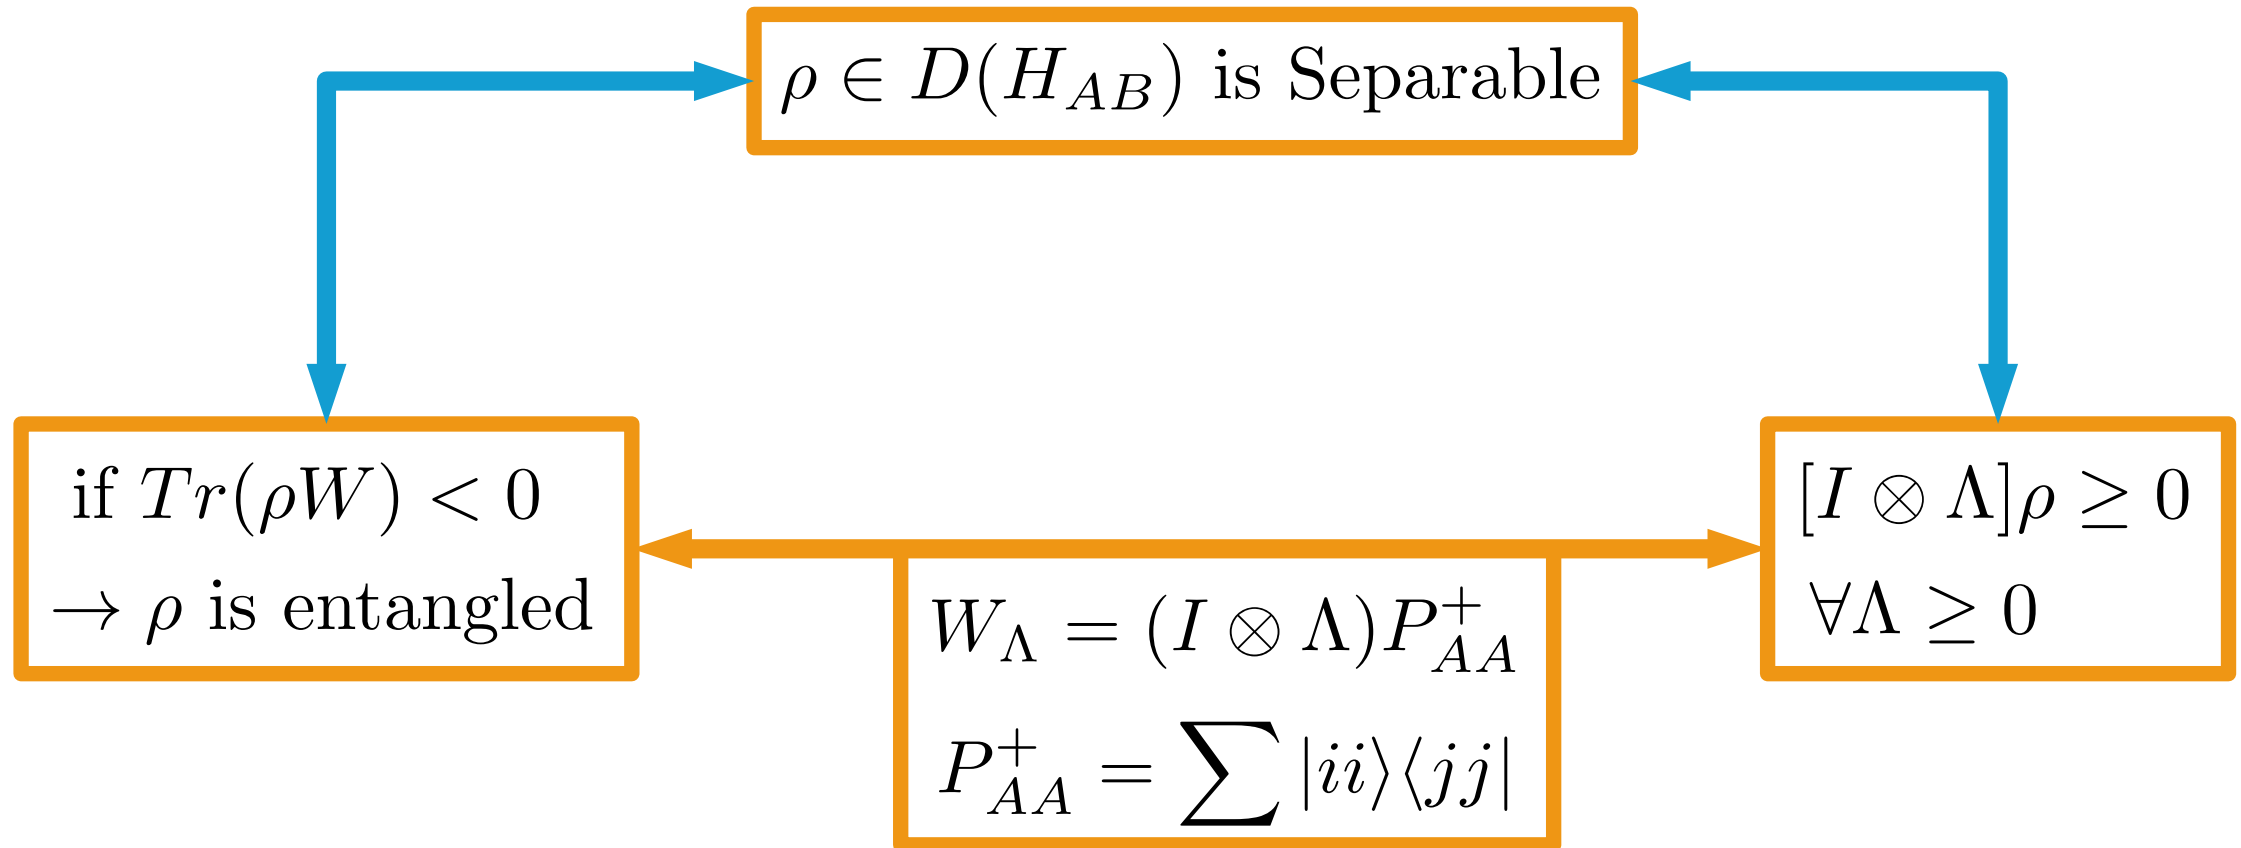 ρ ∈ D(H_{AB}) is Separable
if Tr(ρW) < 0
→ ρ is entangled
[I ⊗ Λ]ρ ≥ 0
∀Λ ≥ 0
W_Λ = (I ⊗ Λ)P^+_{AA}
P^+_{AA} = ∑ |ii⟩⟨jj|